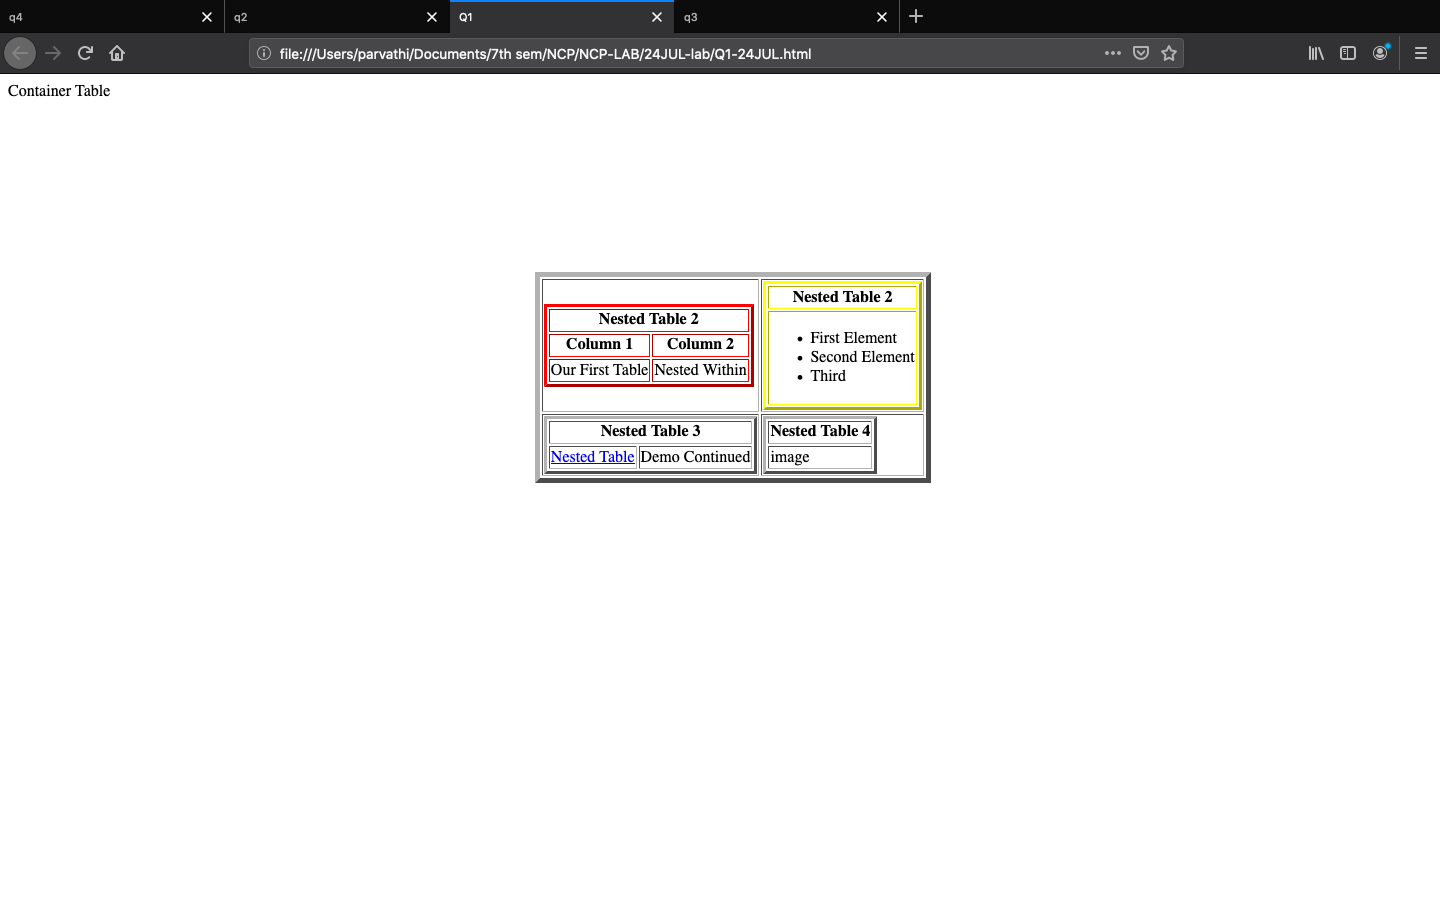 q4
q2
Q1
q3
file:///Users/parvathi/Documents/7th sem/NCP/NCP-LAB/24JUL-lab/Q1-24JUL.html
Container Table
Nested Table 2
Column 1 Column 2
Our First Table Nested Within
Nested Table 2
First Element
Second Element
Third
Nested Table 3
Nested Table Demo Continued
Nested Table 4
image